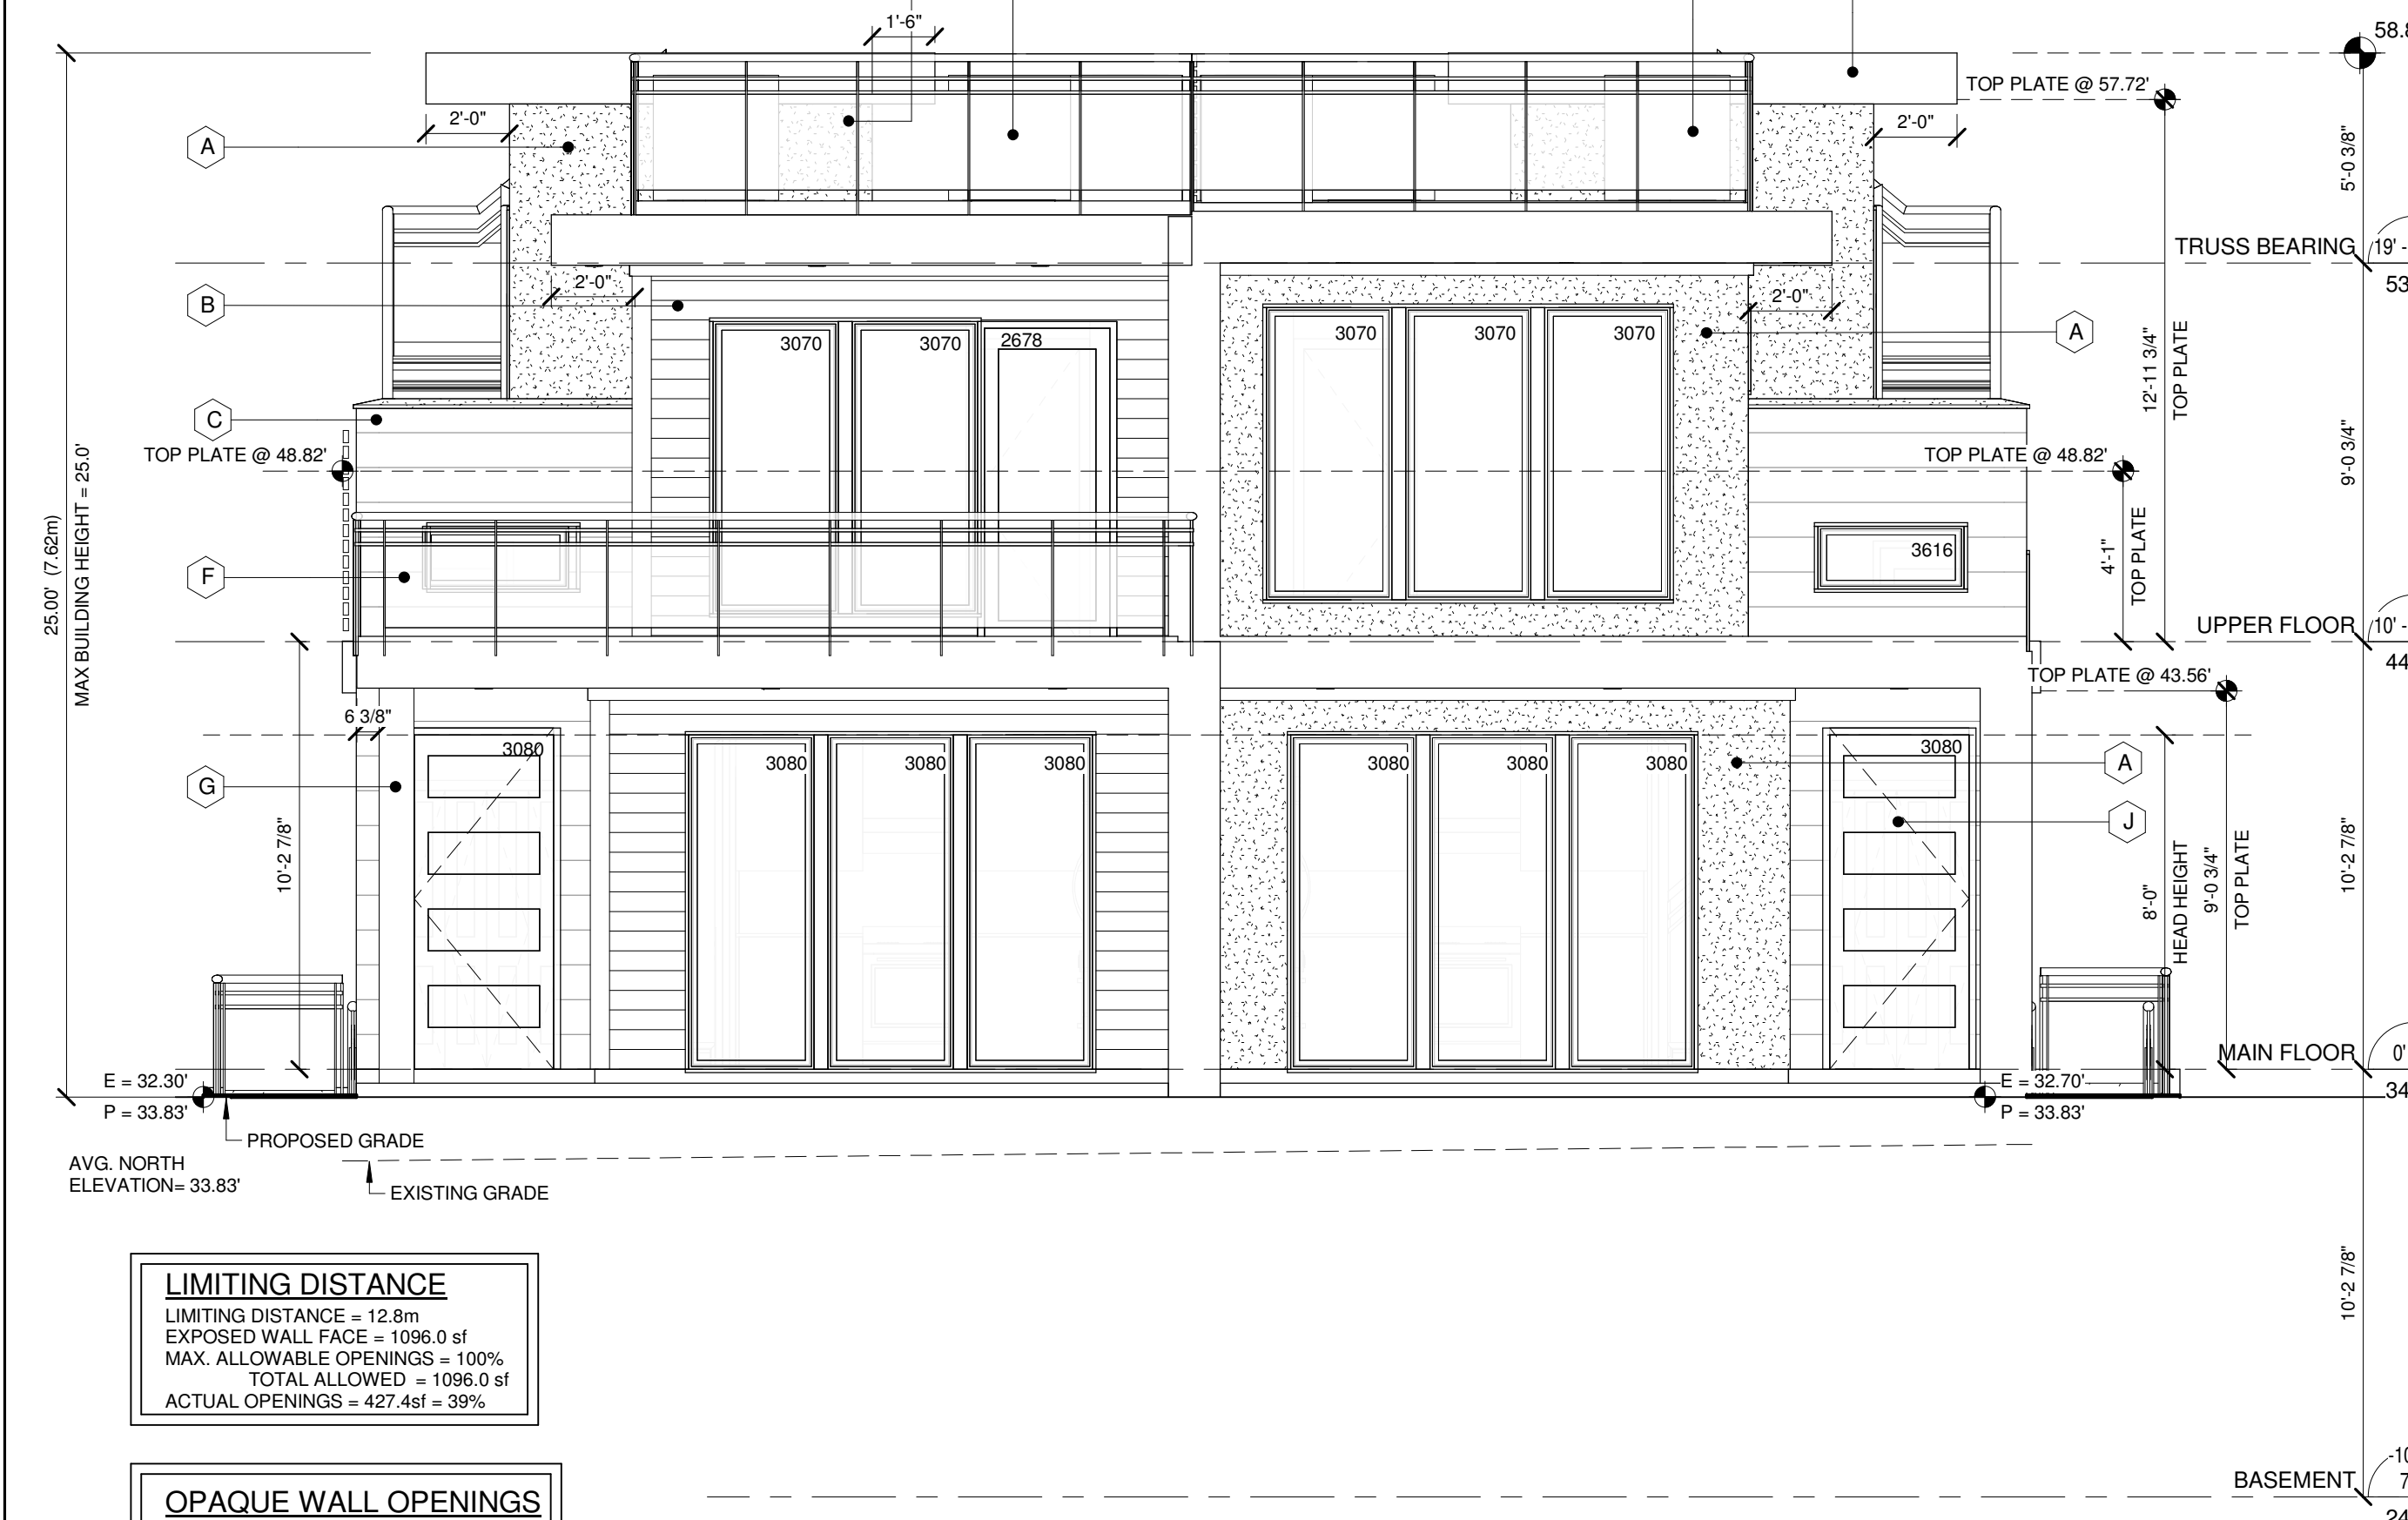 1'-6"
58.8
TOP PLATE @ 57.72'
2'-0"
2'-0"
A
5'-0 3/8"
TRUSS BEARING
19' -
53
2'-0"
2'-0"
B
3070
3070
2678
3070
3070
3070
A
12'-11 3/4"
TOP PLATE
C
TOP PLATE @ 48.82'
TOP PLATE @ 48.82'
9'-0 3/4"
25.00' (7.62m)
MAX BUILDING HEIGHT = 25.0'
F
3616
4'-1"
TOP PLATE
UPPER FLOOR
10' -
44
TOP PLATE @ 43.56'
6 3/8"
3080
3080
3080
3080
3080
3080
3080
3080
A
G
J
10'-2 7/8"
8'-0"
HEAD HEIGHT
9'-0 3/4"
TOP PLATE
10'-2 7/8"
MAIN FLOOR
0'
34
E = 32.30'
P = 33.83'
E = 32.70'
P = 33.83'
PROPOSED GRADE
AVG. NORTH
ELEVATION= 33.83'
EXISTING GRADE
LIMITING DISTANCE
LIMITING DISTANCE = 12.8m
EXPOSED WALL FACE = 1096.0 sf
MAX. ALLOWABLE OPENINGS = 100%
TOTAL ALLOWED = 1096.0 sf
ACTUAL OPENINGS = 427.4sf = 39%
10'-2 7/8"
OPAQUE WALL OPENINGS
BASEMENT
-10
7
24